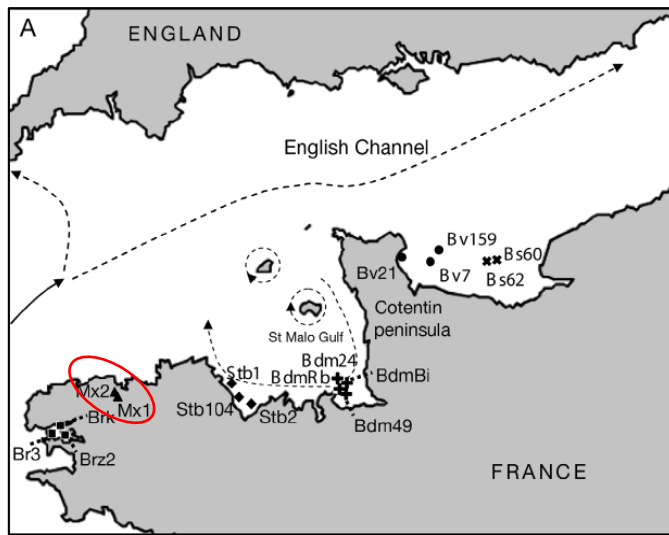 A
ENGLAND
English Channel
Bv159
Bs60
Bv21
Bv7
Bs62
Cotentin
peninsula
St Malo Gulf
Stb1
Bdm24
BdmRb
BdmBi
Mx2
Mx1
Stb104
Stb2
Brk
Bdm49
Br3
Brz2
FRANCE